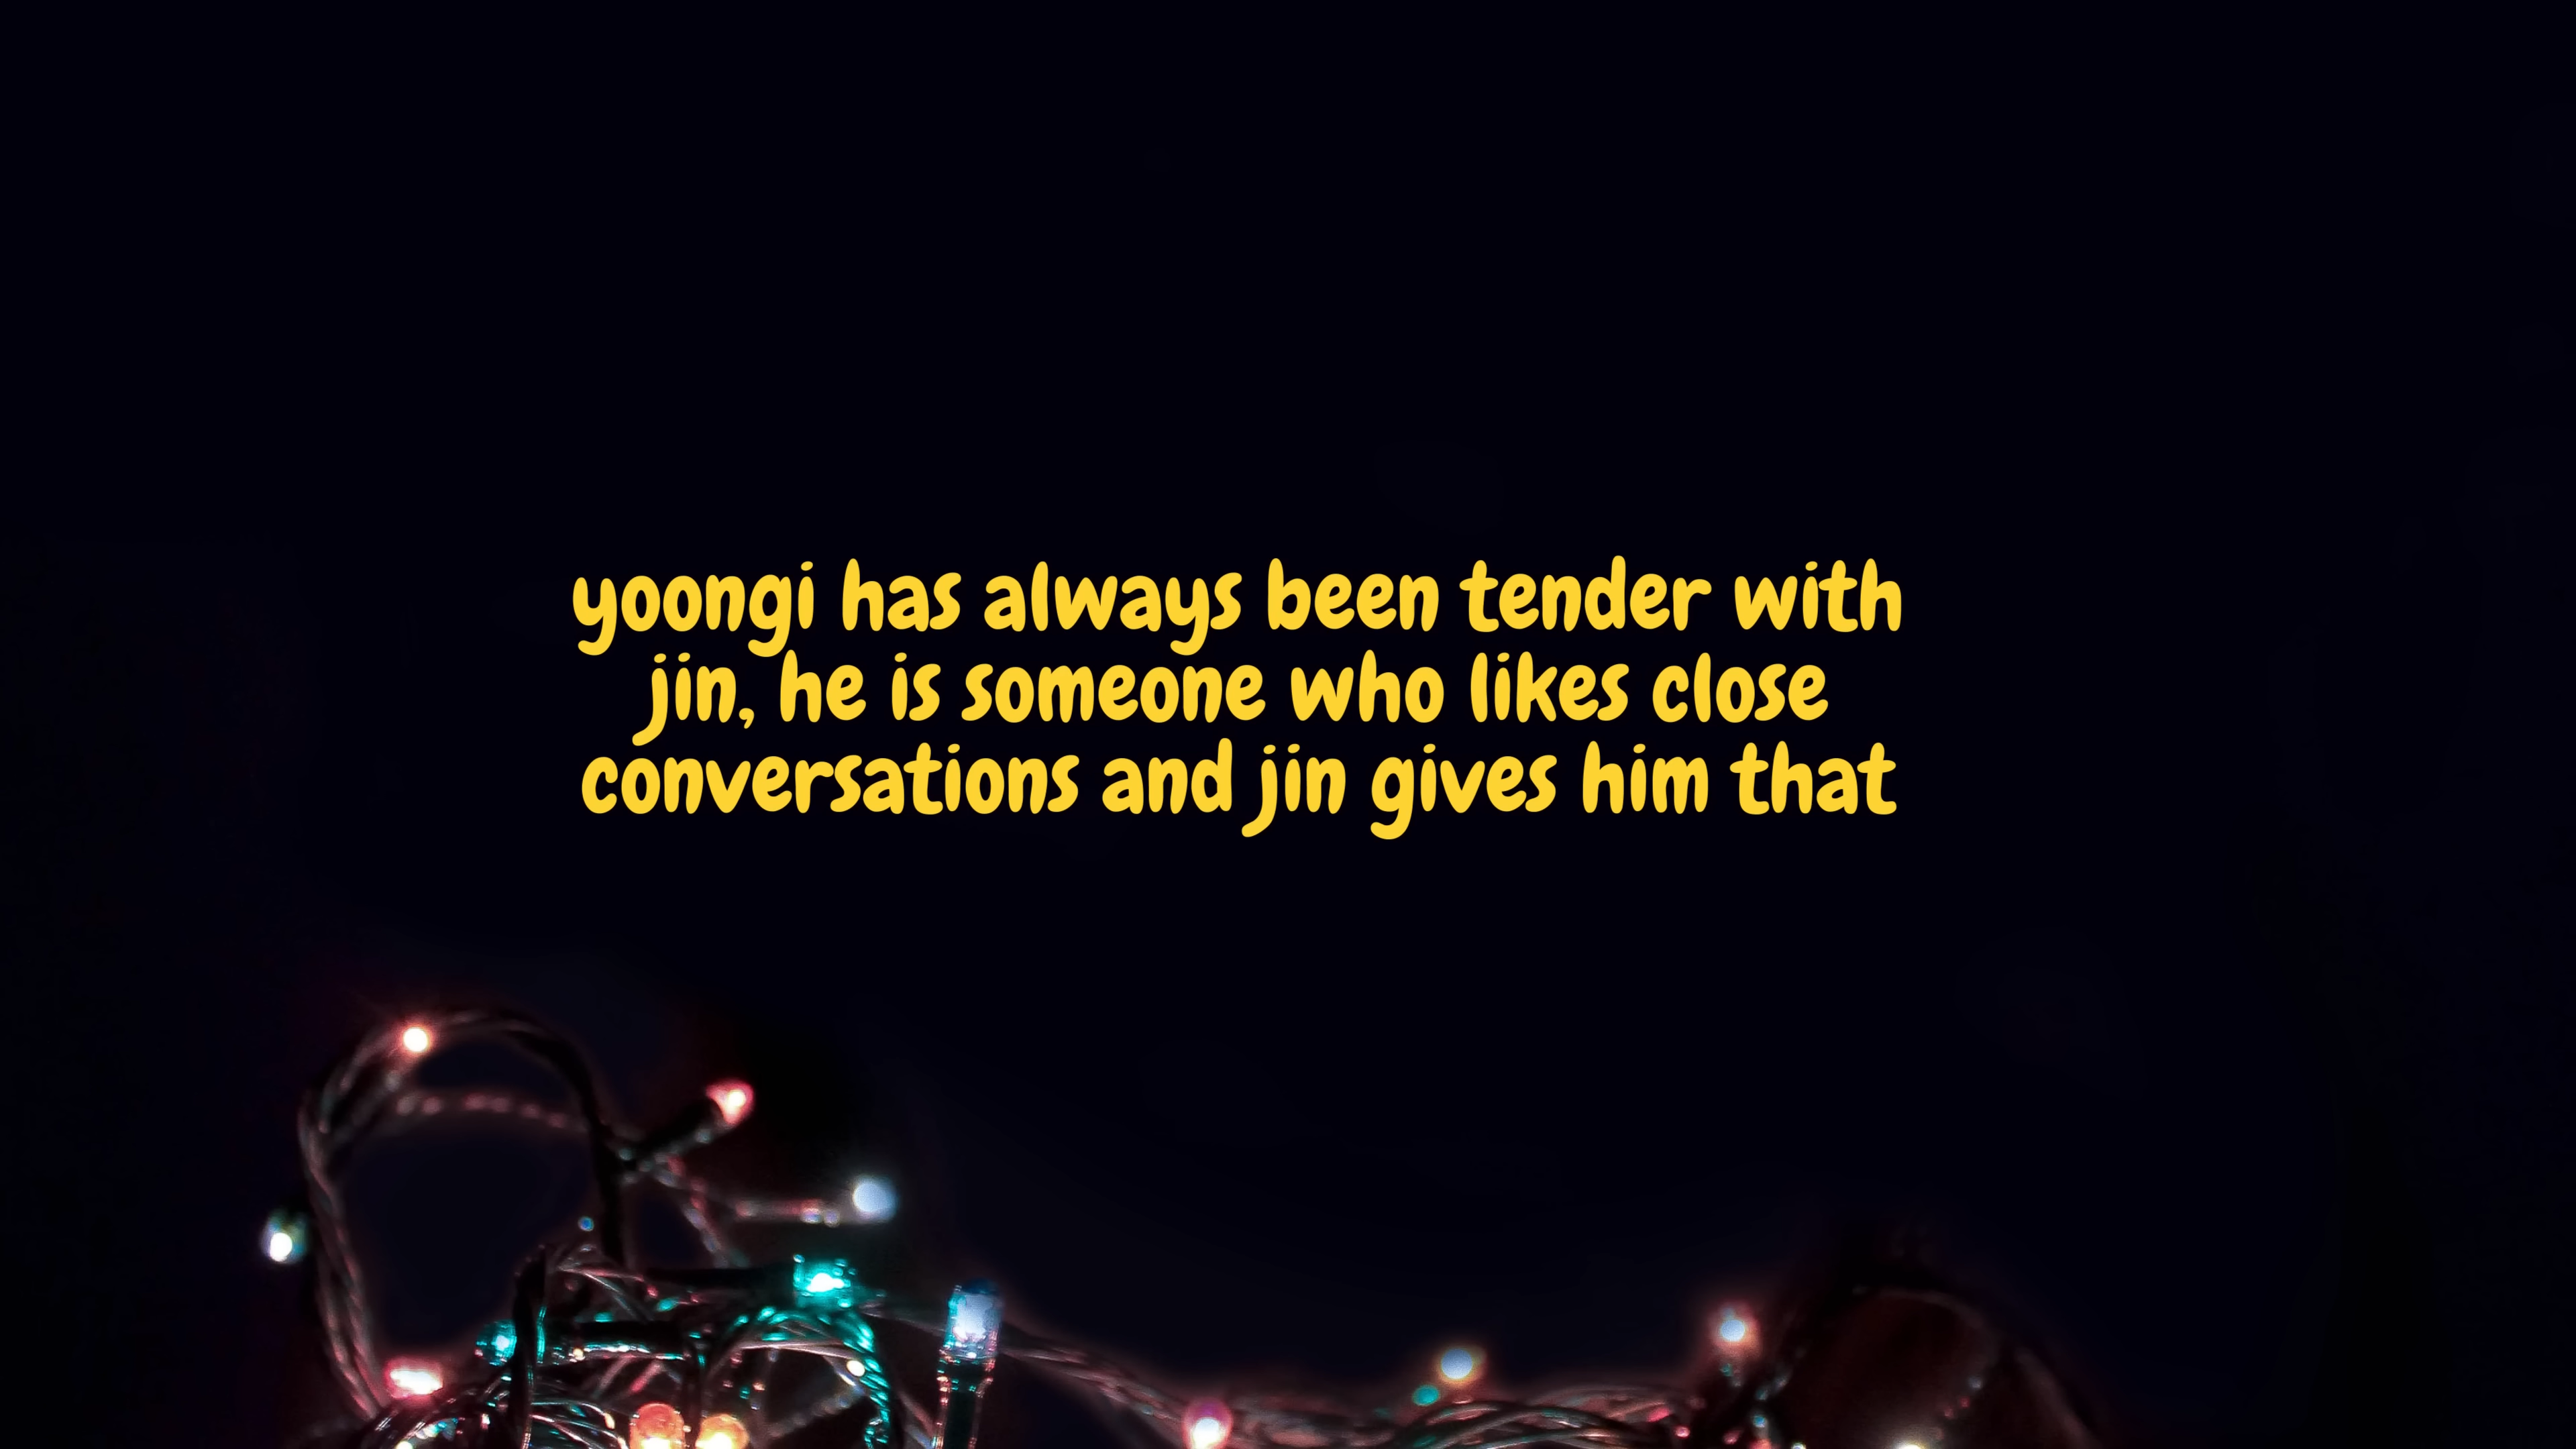 yoongi has always been tender with
jin, he is someone who likes close
conversations and jin gives him that